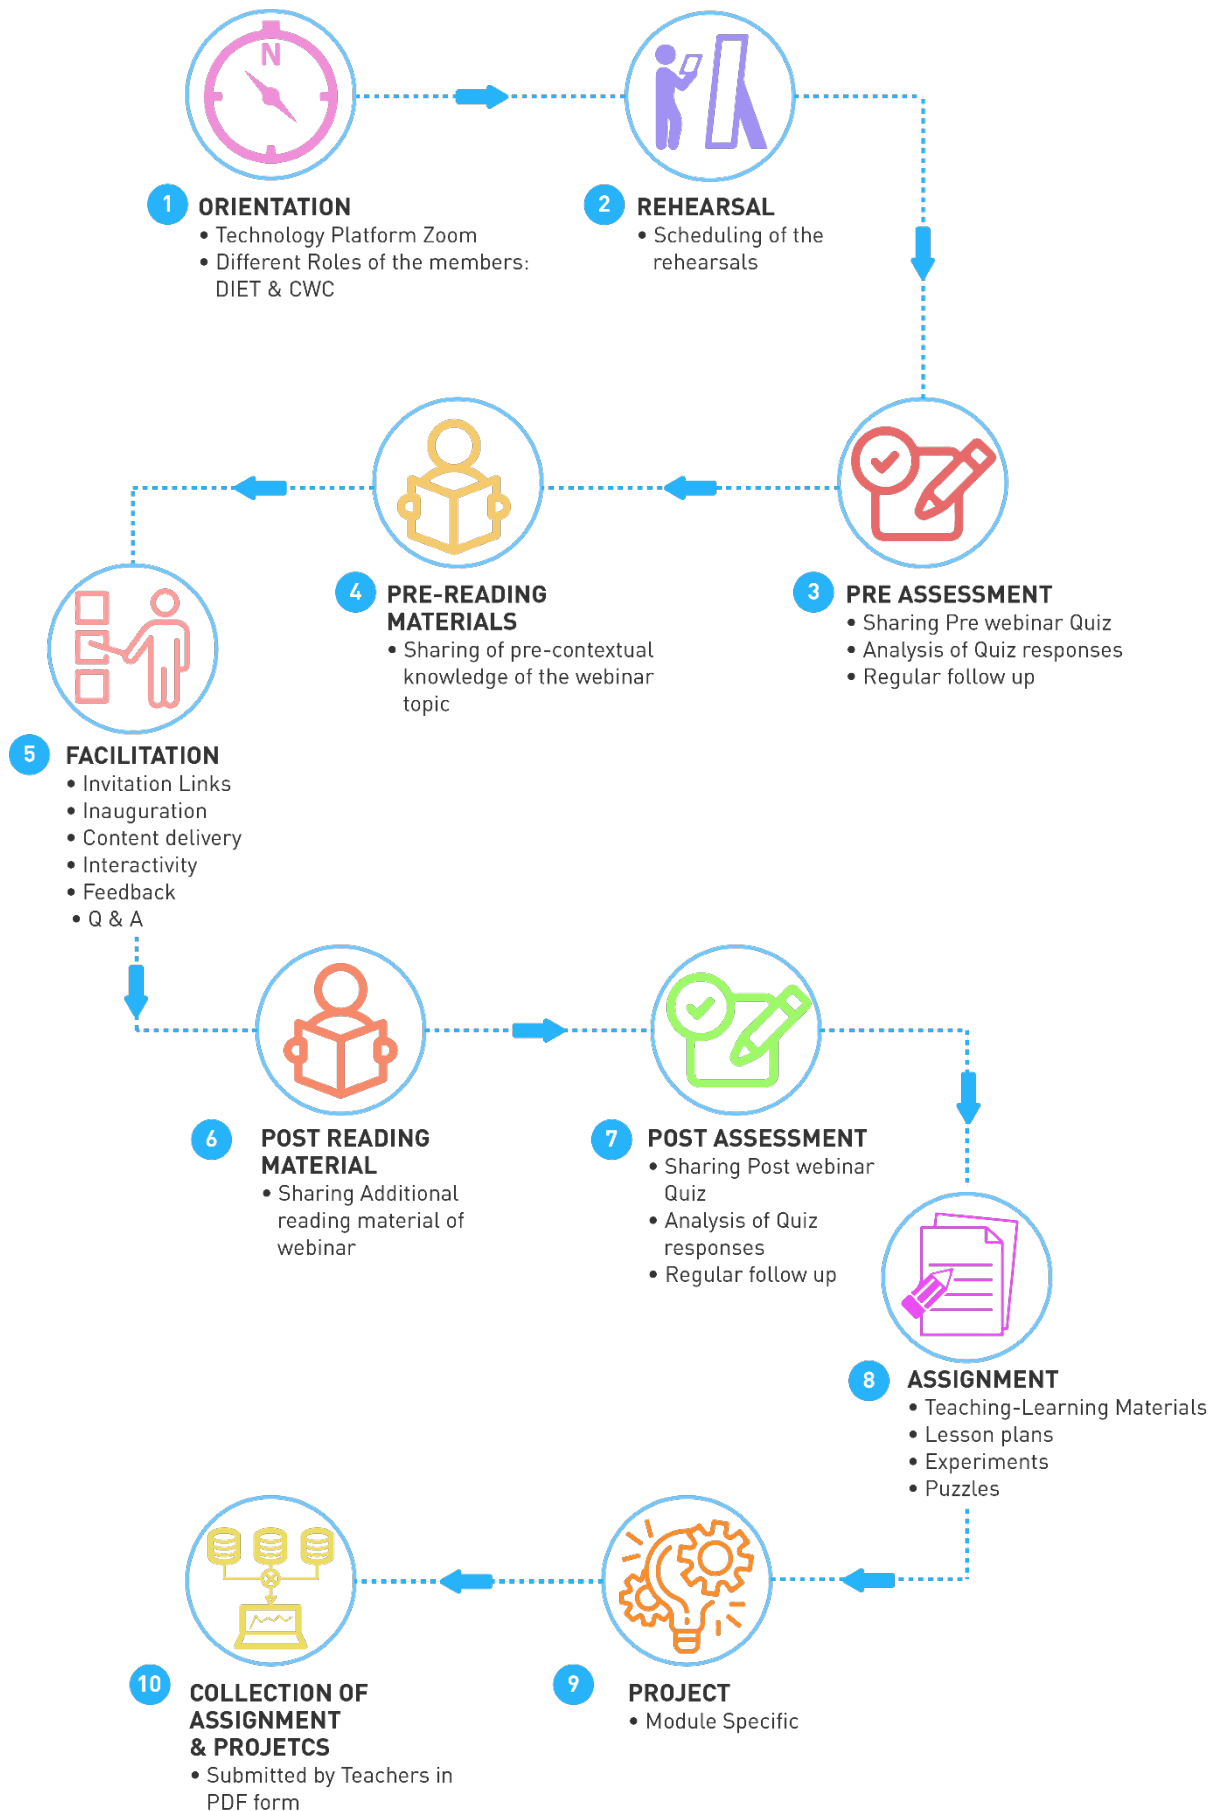 N
1 ORIENTATION
• Technology Platform Zoom
• Different Roles of the members:
DIET & CWC
2 REHEARSAL
• Scheduling of the
rehearsals
3 PRE ASSESSMENT
• Sharing Pre webinar Quiz
• Analysis of Quiz responses
• Regular follow up
4 PRE-READING
MATERIALS
• Sharing of pre-contextual
knowledge of the webinar
topic
5 FACILITATION
• Invitation Links
• Inauguration
• Content delivery
• Interactivity
• Feedback
• Q & A
6 POST READING
MATERIAL
• Sharing Additional
reading material of
webinar
7 POST ASSESSMENT
• Sharing Post webinar
Quiz
• Analysis of Quiz
responses
• Regular follow up
8 ASSIGNMENT
• Teaching-Learning Materials
• Lesson plans
• Experiments
• Puzzles
9 PROJECT
• Module Specific
10 COLLECTION OF
ASSIGNMENT
& PROJETCS
• Submitted by Teachers in
PDF form